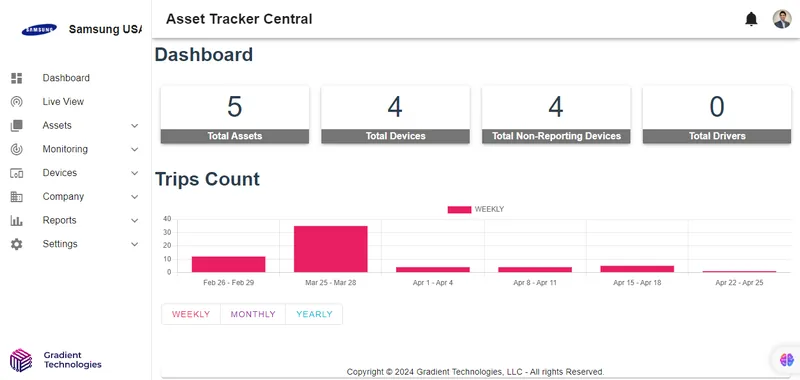 SAMSUNG
Samsung USA
Asset Tracker Central
Dashboard
Live View
Assets
Monitoring
Devices
Company
Reports
Settings
Gradient
Technologies
Dashboard
5
Total Assets
4
Total Devices
4
Total Non-Reporting Devices
0
Total Drivers
Trips Count
WEEKLY
40
30
20
10
0
Feb 26 - Feb 29
Mar 25 - Mar 28
Apr 1 - Apr 4
Apr 8 - Apr 11
Apr 15 - Apr 18
Apr 22 - Apr 25
WEEKLY
MONTHLY
YEARLY
Copyright © 2024 Gradient Technologies, LLC - All rights Reserved.